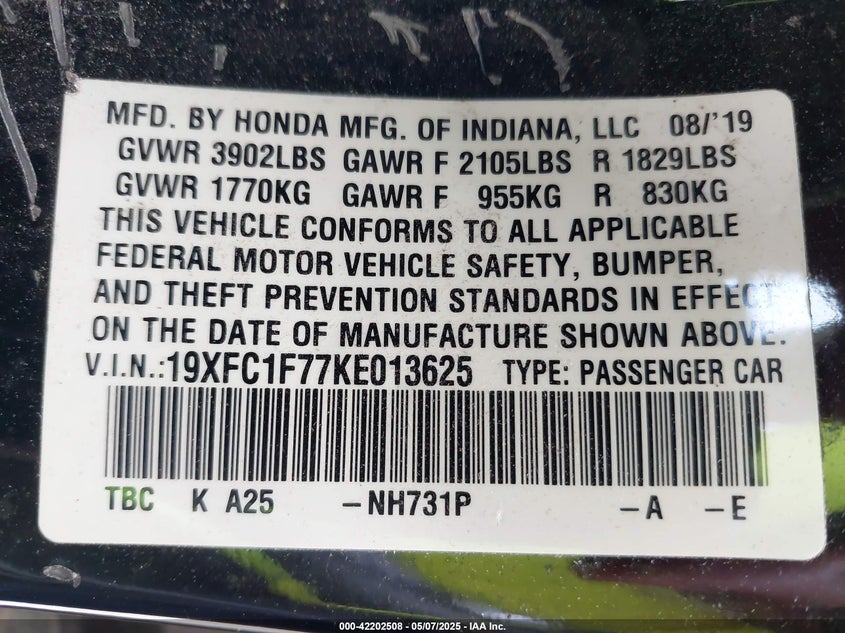 MFD. BY HONDA MFG. OF INDIANA, LLC 08/'19
GVWR 3902LBS GAWR F 2105LBS R 1829LBS
GVWR 1770KG GAWR F 955KG R 830KG
THIS VEHICLE CONFORMS TO ALL APPLICABLE
FEDERAL MOTOR VEHICLE SAFETY, BUMPER,
AND THEFT PREVENTION STANDARDS IN EFFECT
ON THE DATE OF MANUFACTURE SHOWN ABOVE.
V.I.N.:19XFC1F77KE013625 TYPE: PASSENGER CAR
TBC K A25 -NH731P -A -E
000-42202508 - 05/07/2025 - IAA Inc.